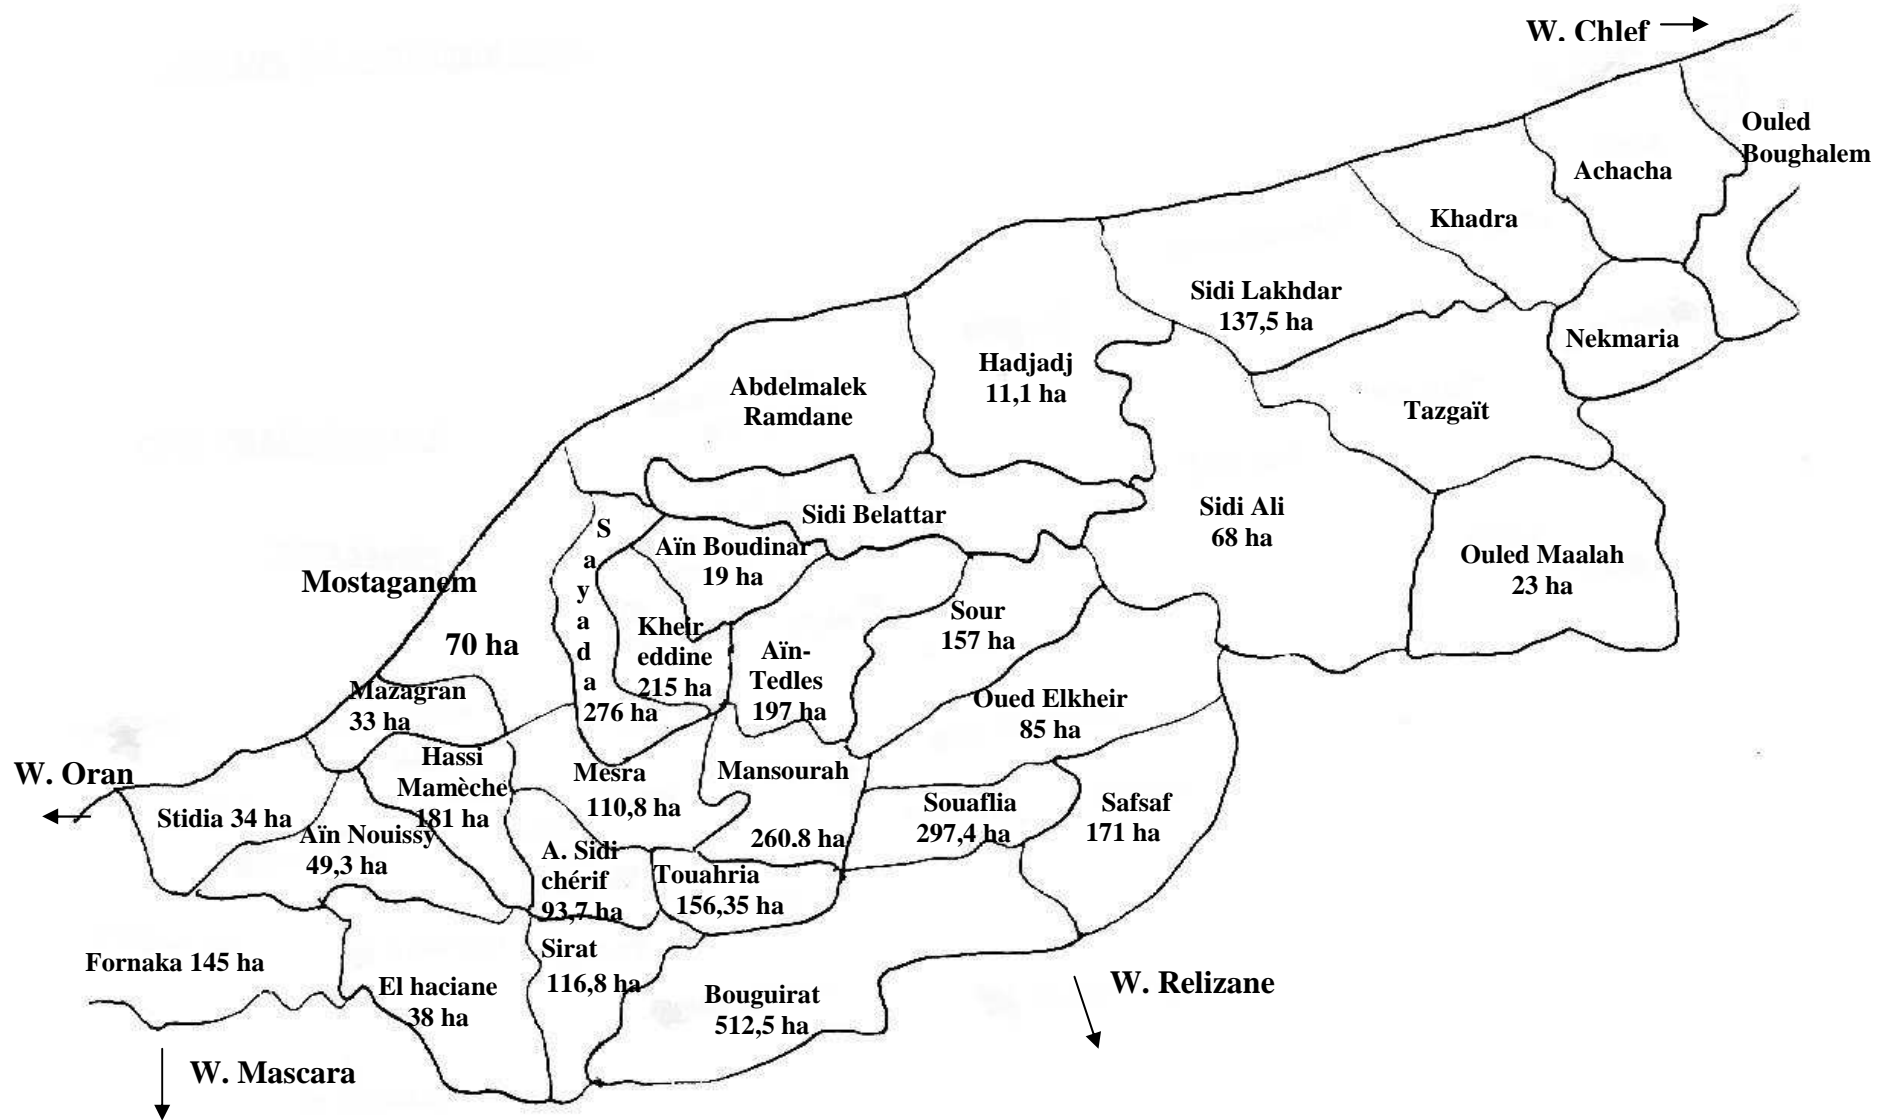 W. Chlef
Ouled
Boughalem
Achacha
Khadra
Sidi Lakhdar
137,5 ha
Nekmaria
Hadjadj
11,1 ha
Abdelmalek
Ramdane
Tazgaït
Sidi Belattar
Sidi Ali
68 ha
Ouled Maalah
23 ha
Sayada
276 ha
Aïn Boudinar
19 ha
Mostaganem
70 ha
Kheir
eddine
215 ha
Aïn-
Tedles
197 ha
Sour
157 ha
Oued Elkheir
85 ha
Mazagran
33 ha
W. Oran
Hassi
Mamèche
181 ha
Mesra
110,8 ha
Mansourah
260.8 ha
Souaflia
297,4 ha
Safsaf
171 ha
Stidia 34 ha
Aïn Nouissy
49,3 ha
A. Sidi
chérif
93,7 ha
Touahria
156,35 ha
Fornaka 145 ha
El haciane
38 ha
Sirat
116,8 ha
Bouguirat
512,5 ha
W. Relizane
W. Mascara